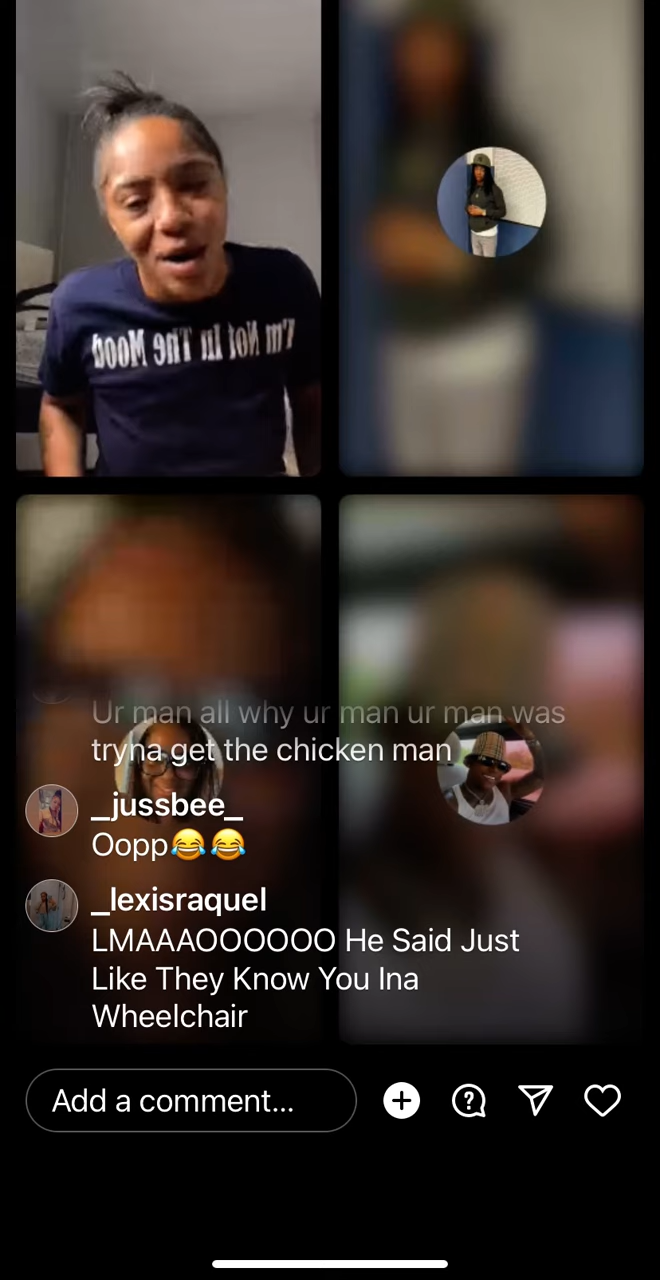 I'm Not In The Mood
Ur man all why ur man ur man was
tryna get the chicken man
_jussbee_
Oopp😂😂
_lexisraquel
LMAAAOOOOOO He Said Just
Like They Know You Ina
Wheelchair
Add a comment...